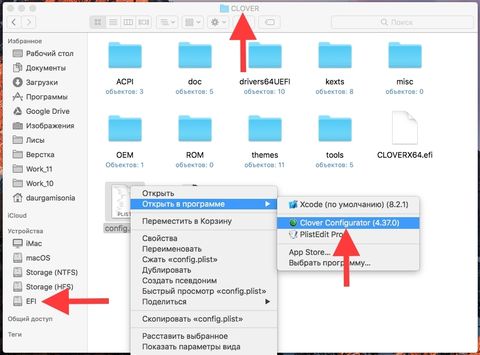 CLOVER
Поиск
Избранное
Рабочий стол
Документы
Загрузки
Программы
Google Drive
Изображения
Лисы
Верстка
Work_11
Work_10
daurgamisonia
iCloud
Устройства
iMac
macOS
Storage (NTFS)
Storage (HFS)
EFI
Общий доступ
Теги
ACPI
объектов: 3
doc
объектов: 5
drivers64UEFI
объектов: 10
kexts
объектов: 8
misc
объектов: 2
OEM
объектов: 1
ROM
объектов: 2
themes
объектов: 11
tools
объектов: 5
CLOVERX64.efi
PLIST
config.
Открыть
Открыть в программе
Переместить в Корзину
Свойства
Переименовать
Сжать «config.plist»
Дублировать
Создать псевдоним
Быстрый просмотр «config.plist»
Поделиться
Скопировать «config.plist»
Расставить выбранное
Показать параметры вида
Xcode (по умолчанию) (8.2.1)
Clover Configurator (4.37.0)
PlistEdit Pro
App Store...
Выбрать программу...